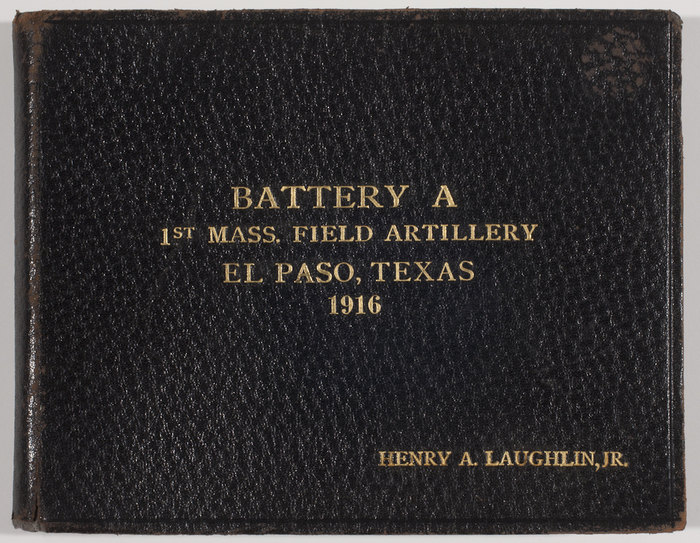 BATTERY A
1ST MASS. FIELD ARTILLERY
EL PASO, TEXAS
1916
HENRY A. LAUGHLIN, JR.